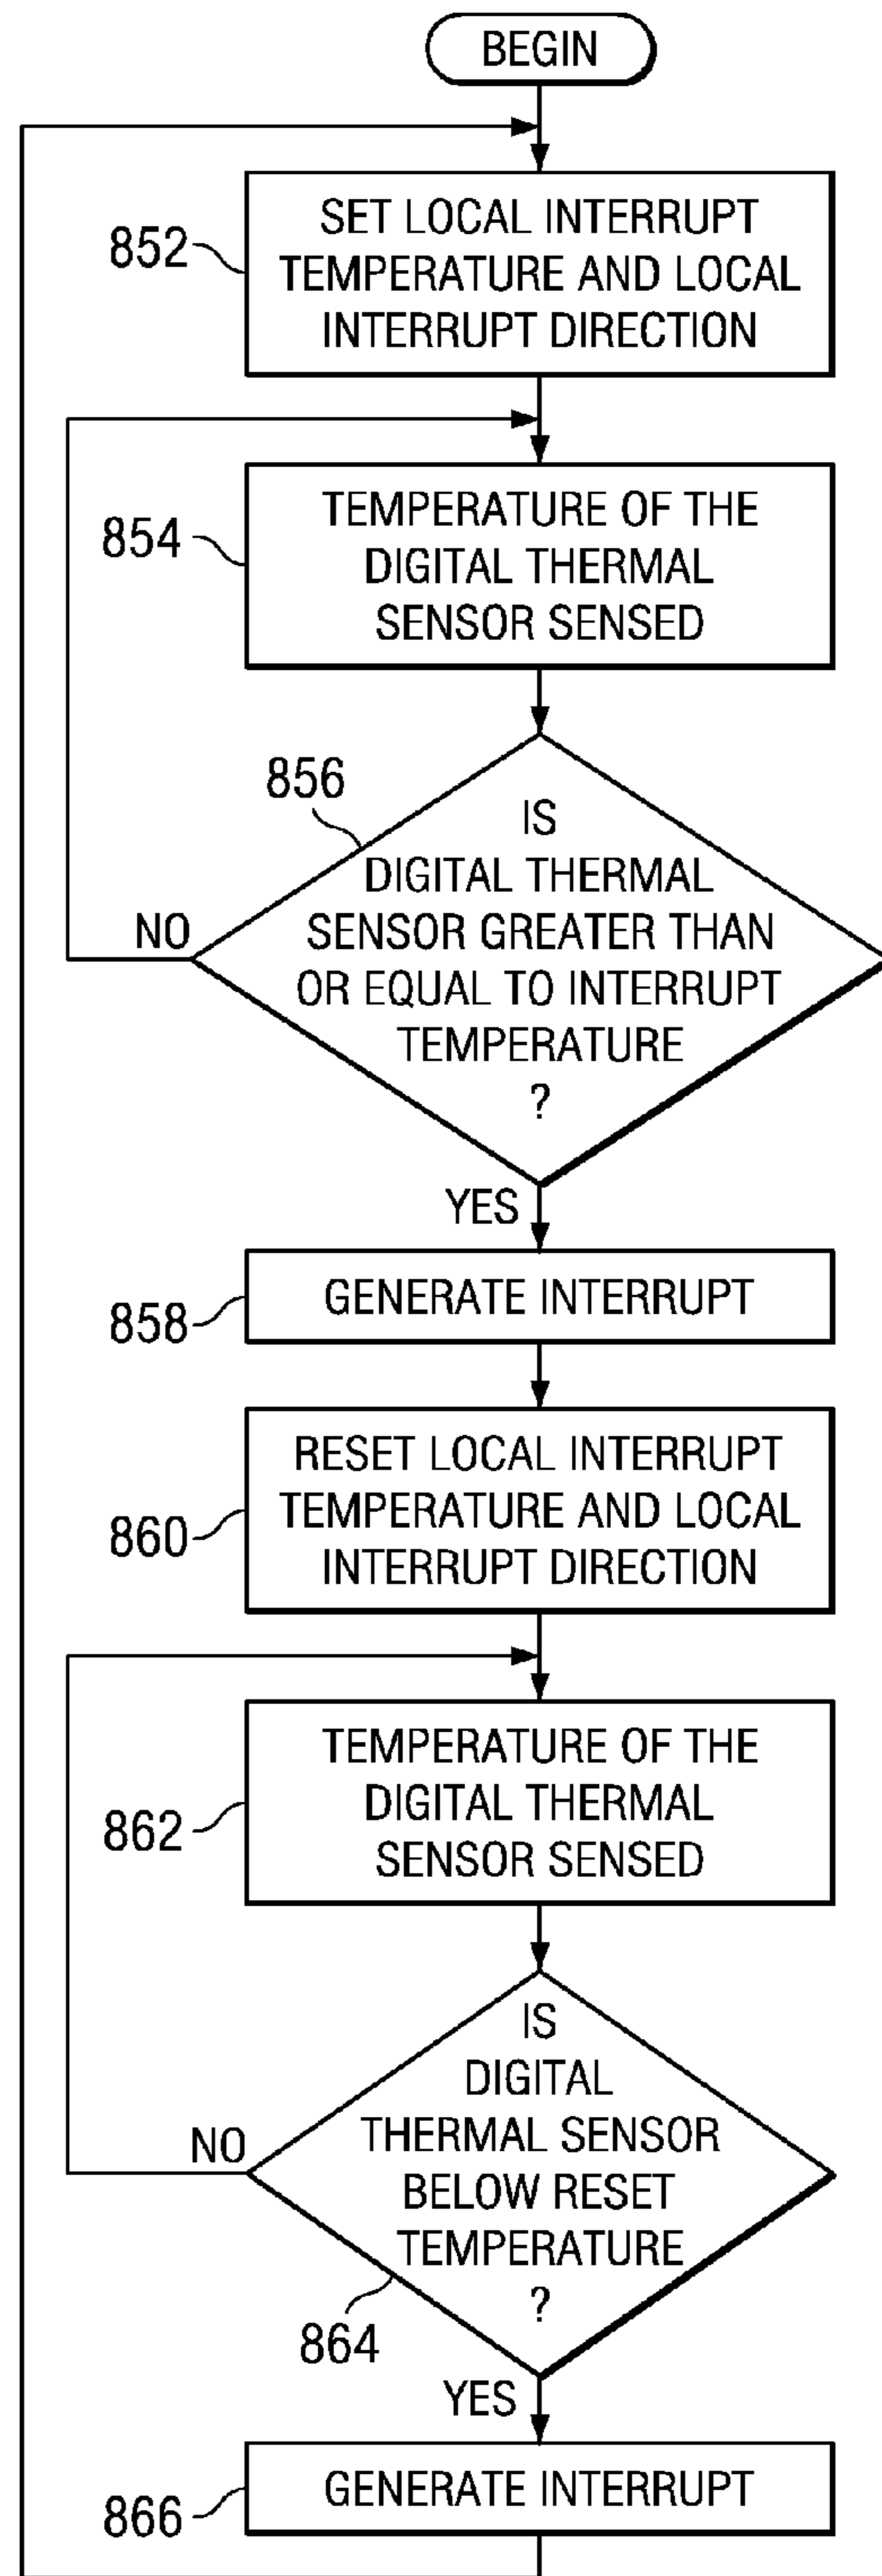 BEGIN
852
SET LOCAL INTERRUPT
TEMPERATURE AND LOCAL
INTERRUPT DIRECTION
854
TEMPERATURE OF THE
DIGITAL THERMAL
SENSOR SENSED
856
IS
DIGITAL THERMAL
SENSOR GREATER THAN
OR EQUAL TO INTERRUPT
TEMPERATURE
?
NO
YES
858
GENERATE INTERRUPT
860
RESET LOCAL INTERRUPT
TEMPERATURE AND LOCAL
INTERRUPT DIRECTION
862
TEMPERATURE OF THE
DIGITAL THERMAL
SENSOR SENSED
IS
DIGITAL
THERMAL SENSOR
BELOW RESET
TEMPERATURE
?
NO
864
YES
866
GENERATE INTERRUPT